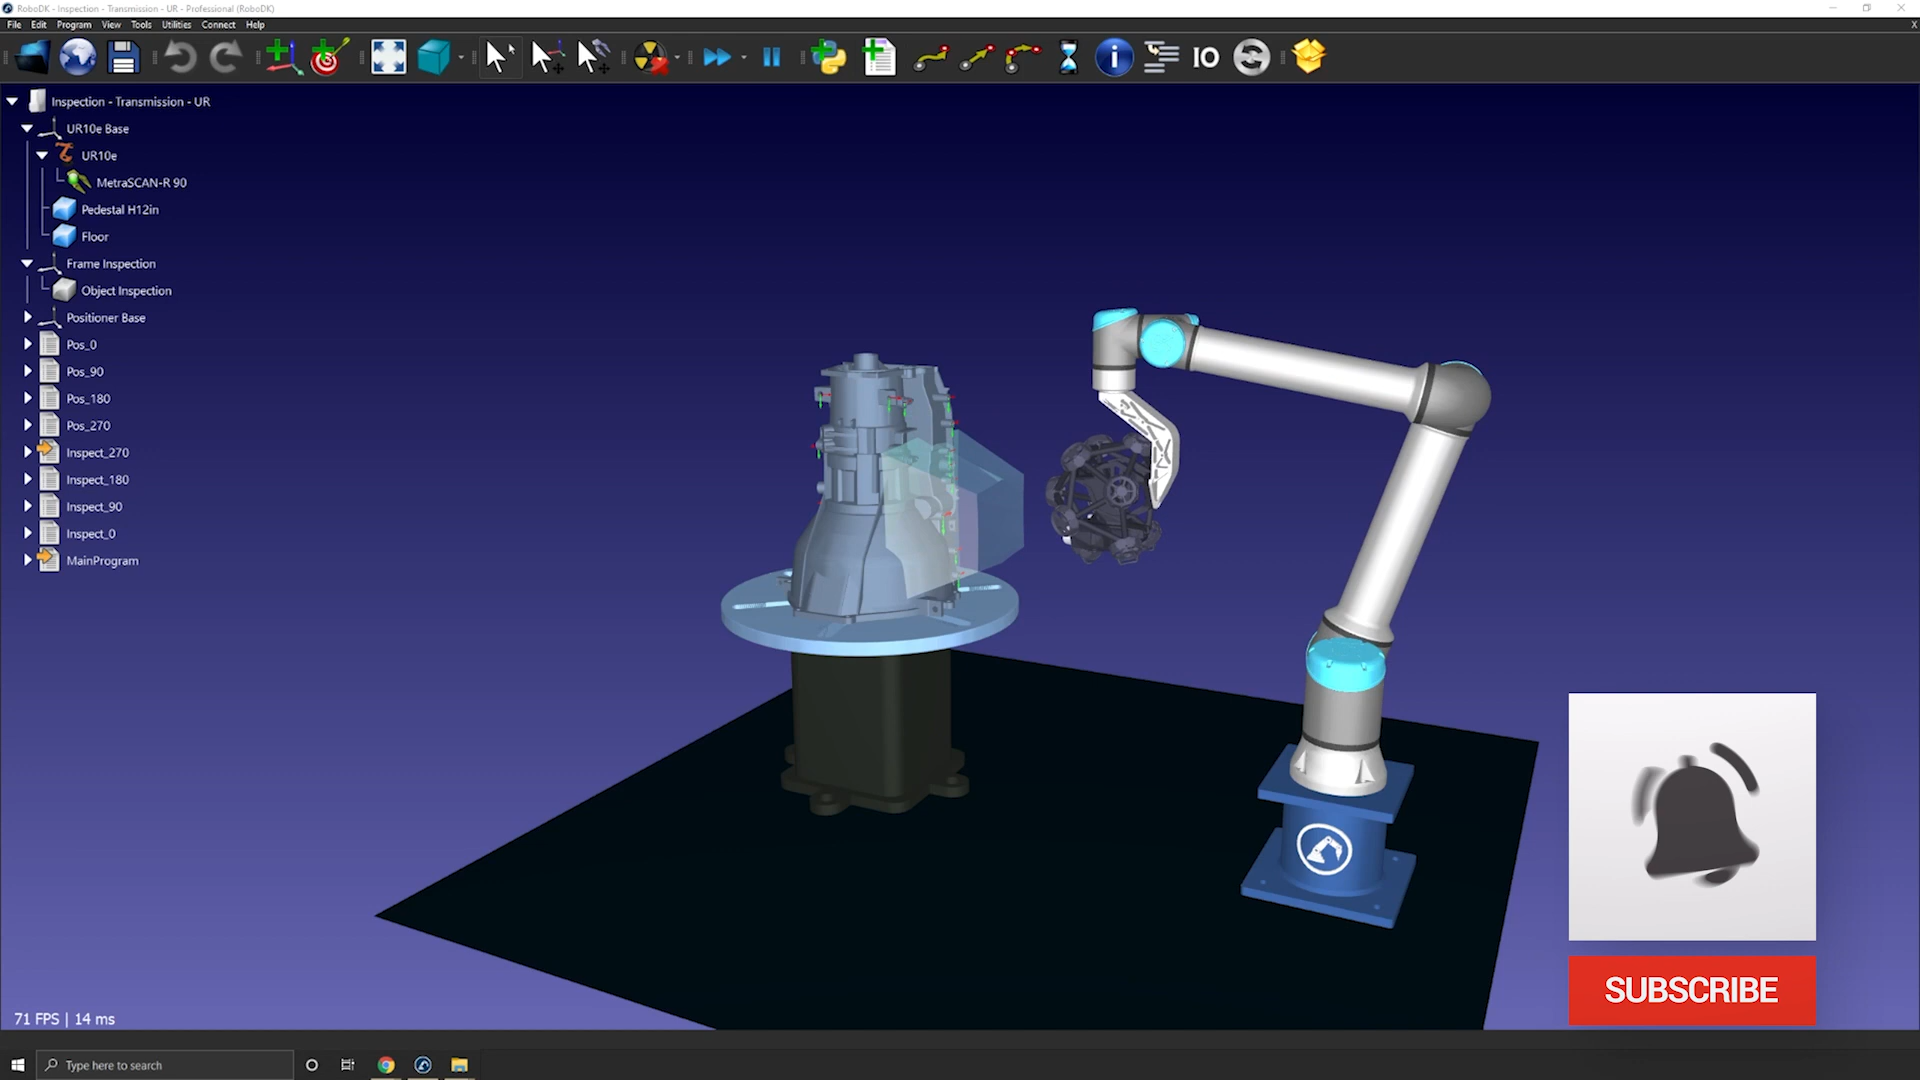 RoboDK - Inspection - Transmission - UR - Professional (RoboDK)
File Edit Program View Tools Utilities Connect Help
IO
Inspection - Transmission - UR
UR10e Base
UR10e
MetraSCAN-R 90
Pedestal H12in
Floor
Frame Inspection
Object Inspection
Positioner Base
Pos_0
Pos_90
Pos_180
Pos_270
Inspect_270
Inspect_180
Inspect_90
Inspect_0
MainProgram
SUBSCRIBE
71 FPS | 14 ms
Type here to search